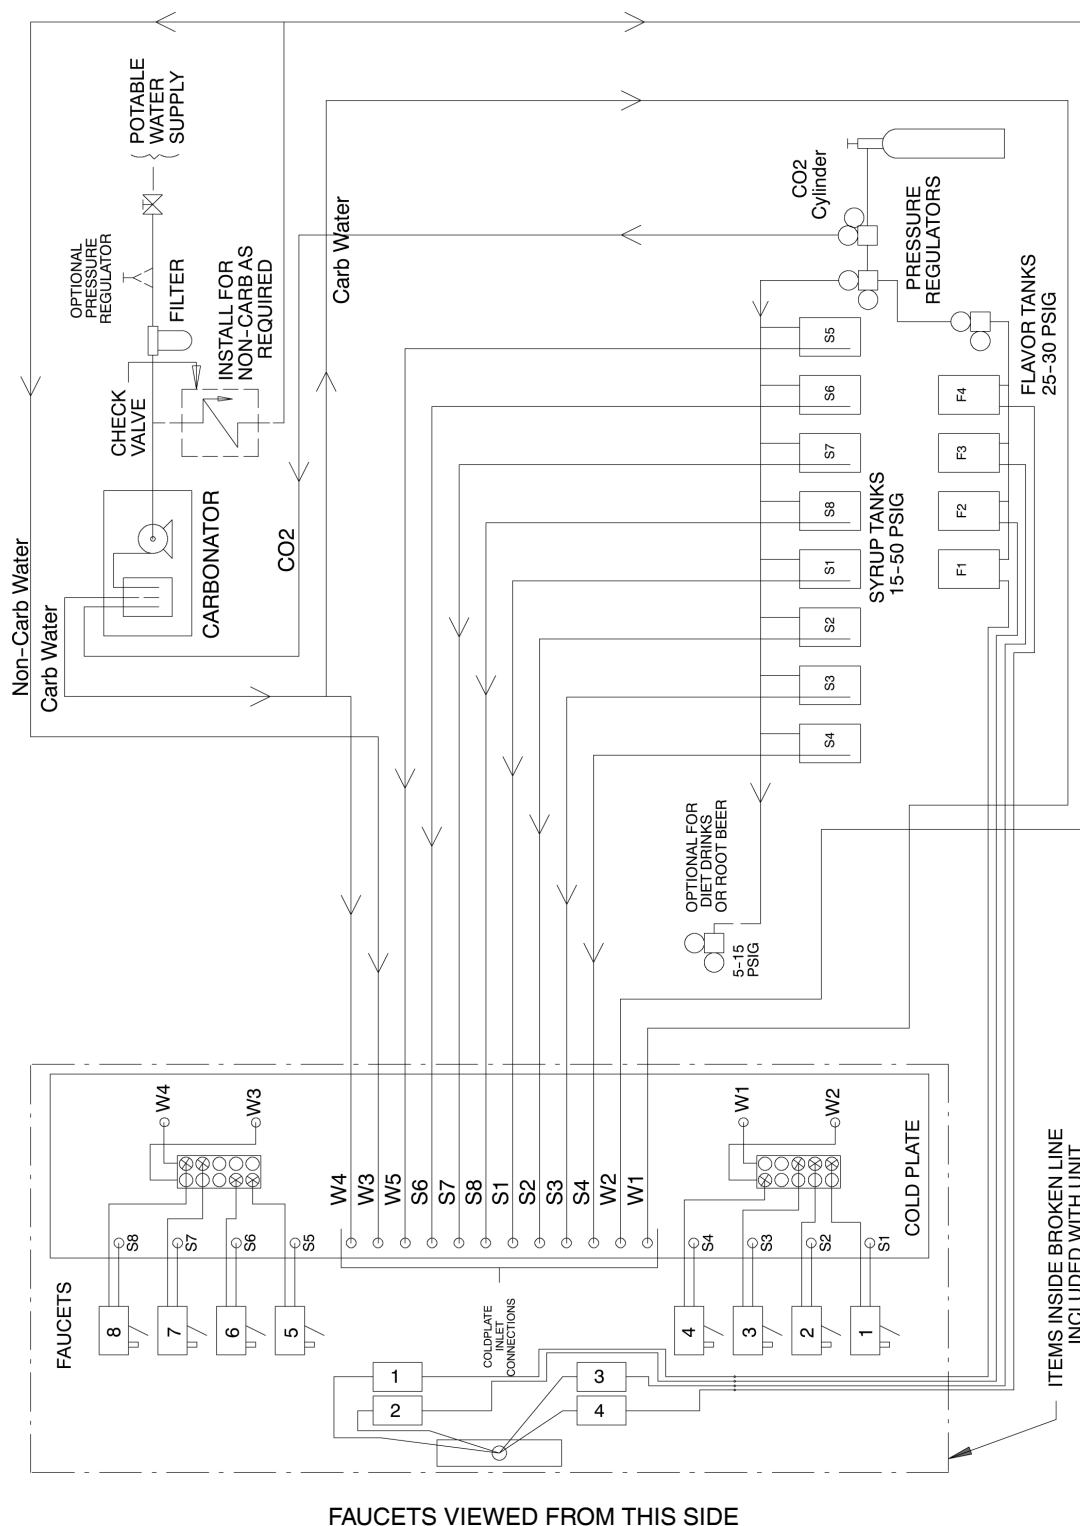 POTABLE
WATER
SUPPLY
OPTIONAL
PRESSURE
REGULATOR
FILTER
INSTALL FOR
NON-CARB AS
REQUIRED
CHECK
VALVE
CARBONATOR
CO2
Carb Water
Non-Carb Water
Carb Water
CO2
Cylinder
PRESSURE
REGULATORS
FLAVOR TANKS
25-30 PSIG
S5
S6
S7
S8
S1
S2
S3
S4
F4
F3
F2
F1
SYRUP TANKS
15-50 PSIG
OPTIONAL FOR
DIET DRINKS
OR ROOT BEER
5-15
PSIG
W4
W3
W1
W2
COLD PLATE
W4
W3
W5
S6
S7
S8
S1
S2
S3
S4
W2
W1
S8
S7
S6
S5
S4
S3
S2
S1
FAUCETS
8
7
6
5
4
3
2
1
COLDPLATE
INLET
CONNECTIONS
1
2
3
4
ITEMS INSIDE BROKEN LINE
INCLUDED WITH UNIT
FAUCETS VIEWED FROM THIS SIDE